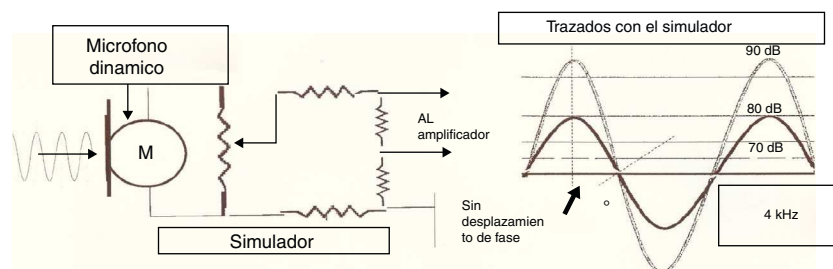 Microfono
dinamico
M
Simulador
AL
amplificador
Trazados con el simulador
90 dB
80 dB
70 dB
Sin
desplazamien
to de fase
4 kHz